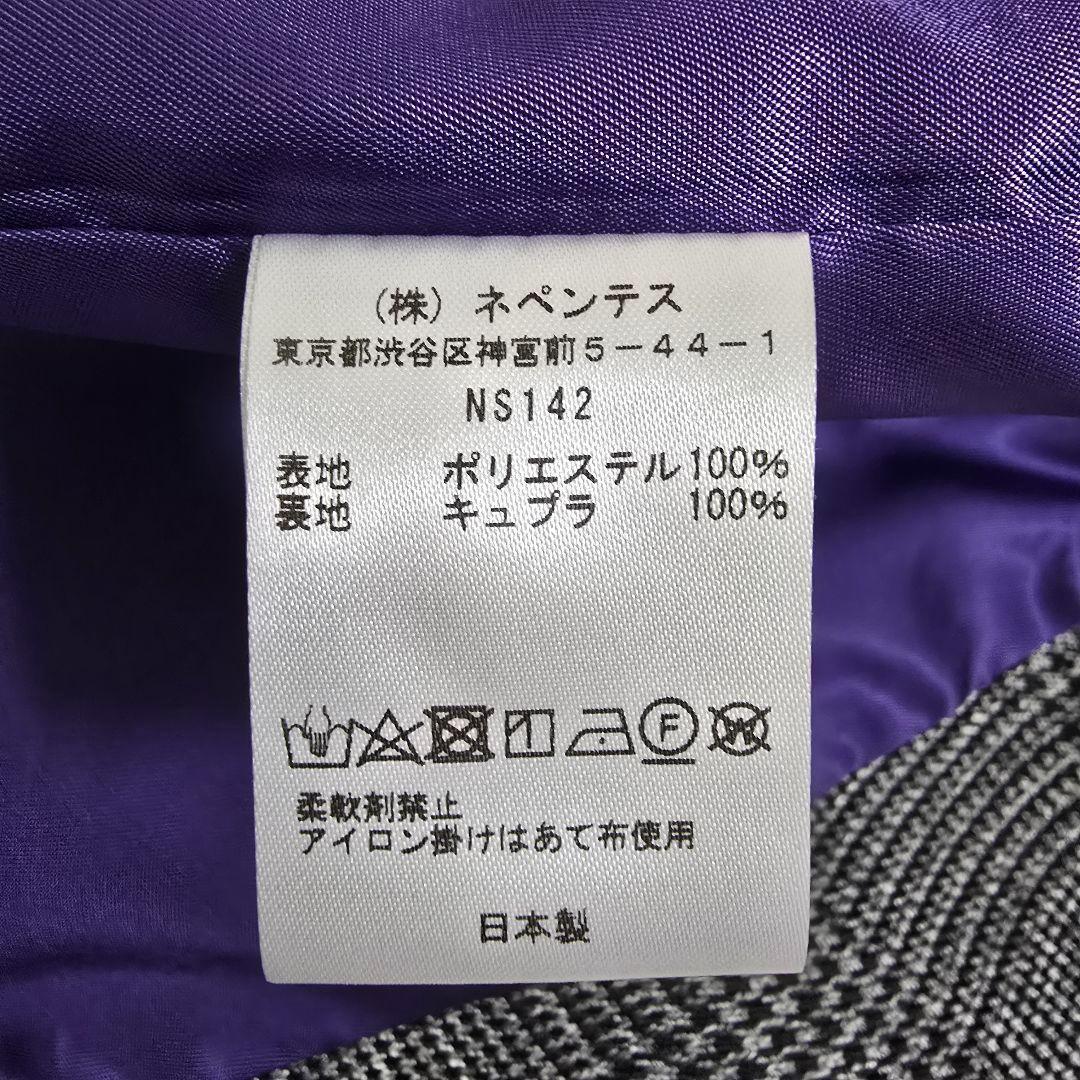 (株) ネペンテス
東京都渋谷区神宮前5-44-1
NS142
表地 ポリエステル100%
裏地 キュプラ 100%
F W
柔軟剤禁止
アイロン掛けはあて布使用
日本製